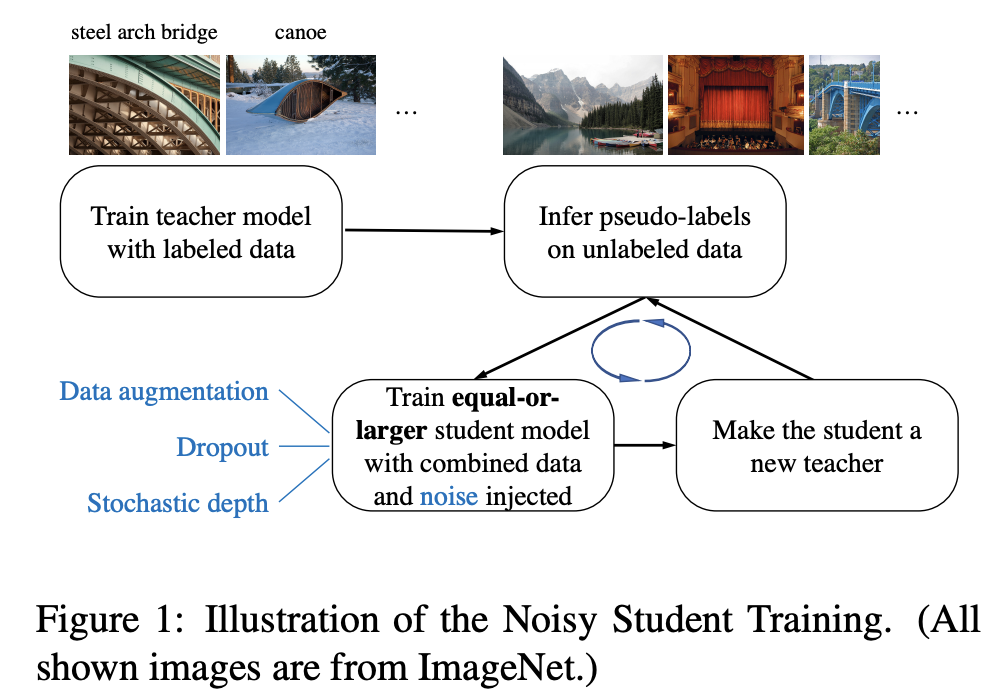 steel arch bridge
canoe
...
...
Train teacher model
with labeled data
Infer pseudo-labels
on unlabeled data
Data augmentation
Dropout
Stochastic depth
Train equal-or-
larger student model
with combined data
and noise injected
Make the student a
new teacher
Figure 1: Illustration of the Noisy Student Training. (All
shown images are from ImageNet.)